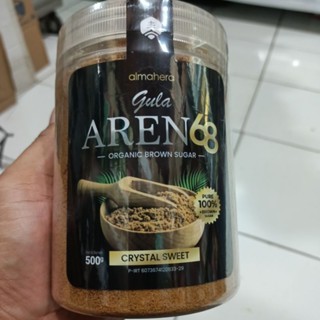 almahera
Gula
AREN68
ORGANIC BROWN SUGAR
PURE
100%
CRYSTAL SWEET
500g